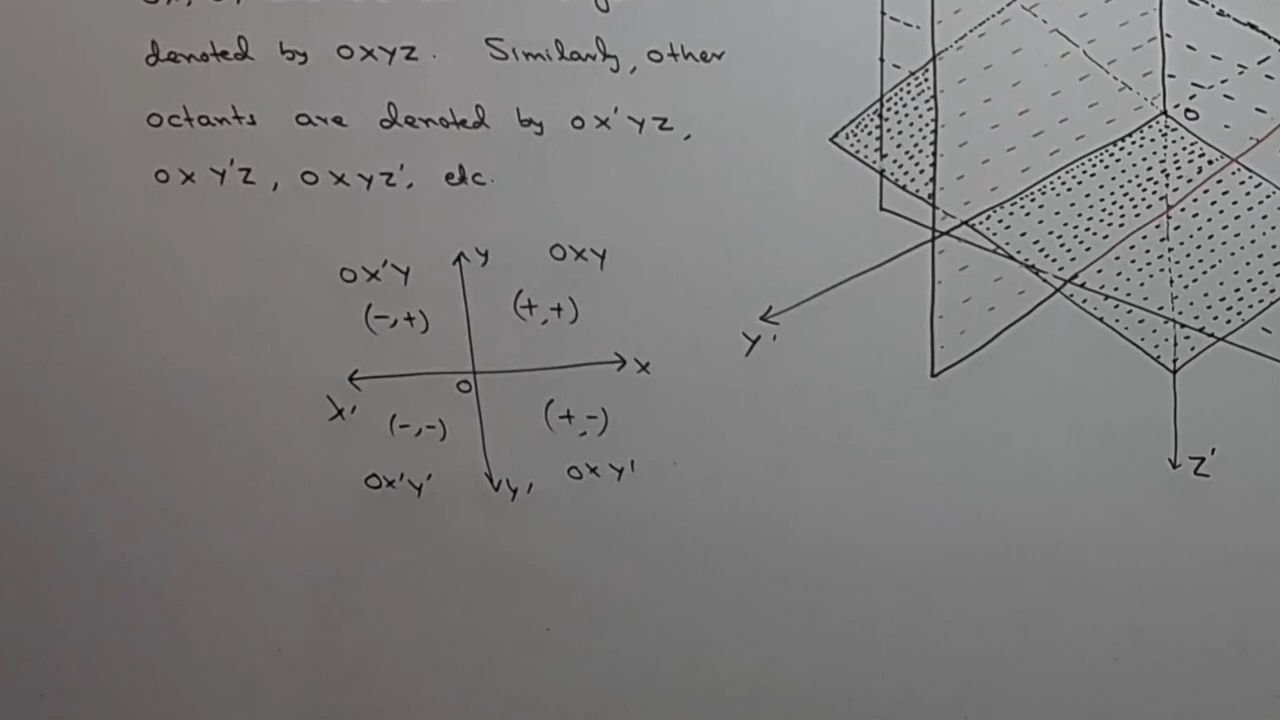 denoted by OXYZ. Similarly, other
octants are denoted by OX'YZ,
OXY'Z, OXYZ', etc.
Y OXY
OX'Y
(-,+) (+,+)
X
O
X' (-,-) (+,-)
OX'Y' Y' OXY'
O
Y'
Z'